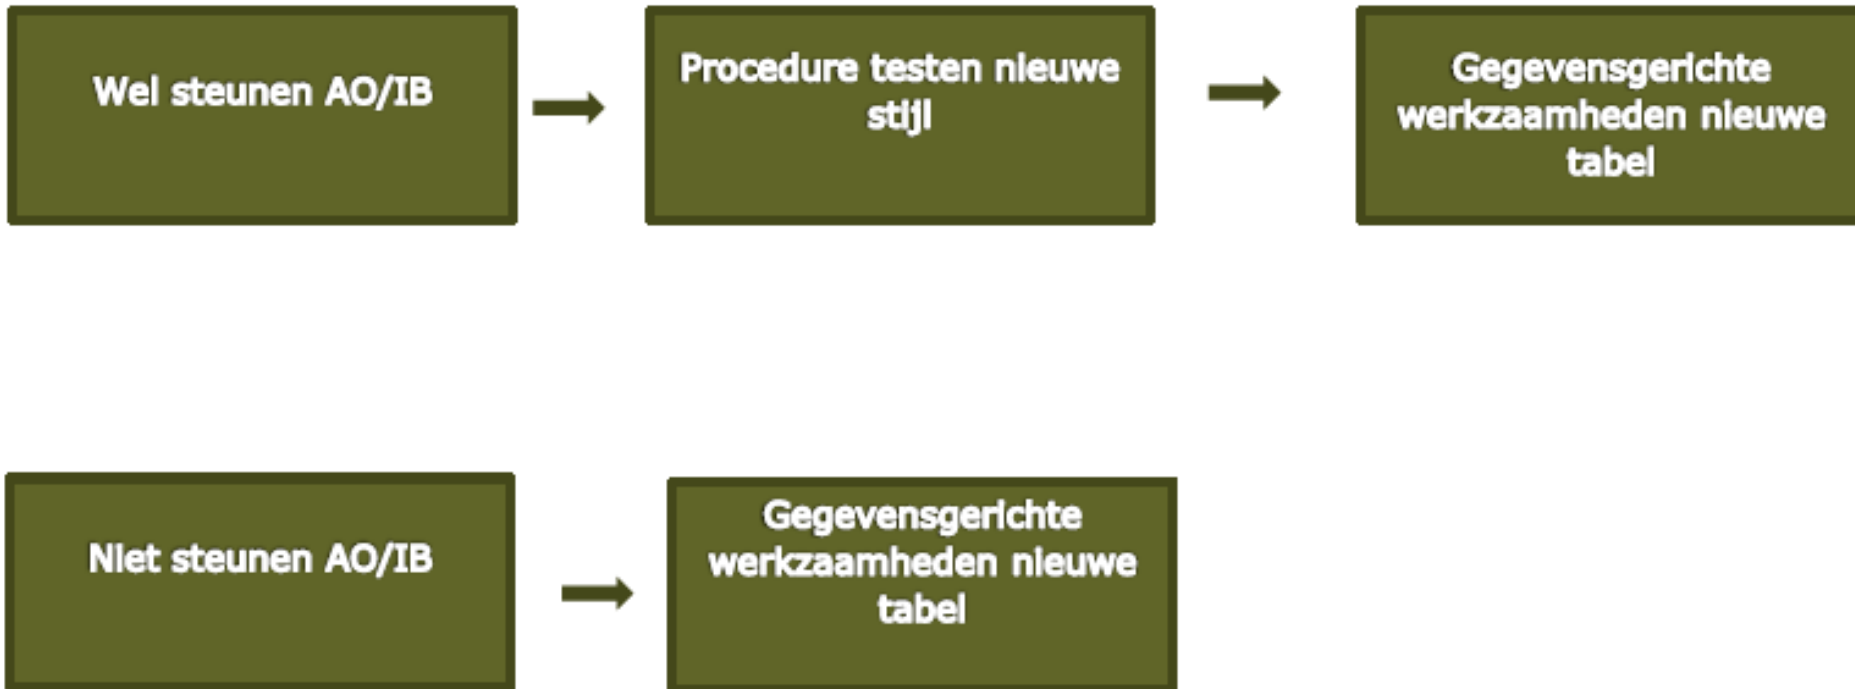 Wel steunen AO/IB
Procedure testen nieuwe
stijl
Gegevensgerichte
werkzaamheden nieuwe
tabel
Niet steunen AO/IB
Gegevensgerichte
werkzaamheden nieuwe
tabel